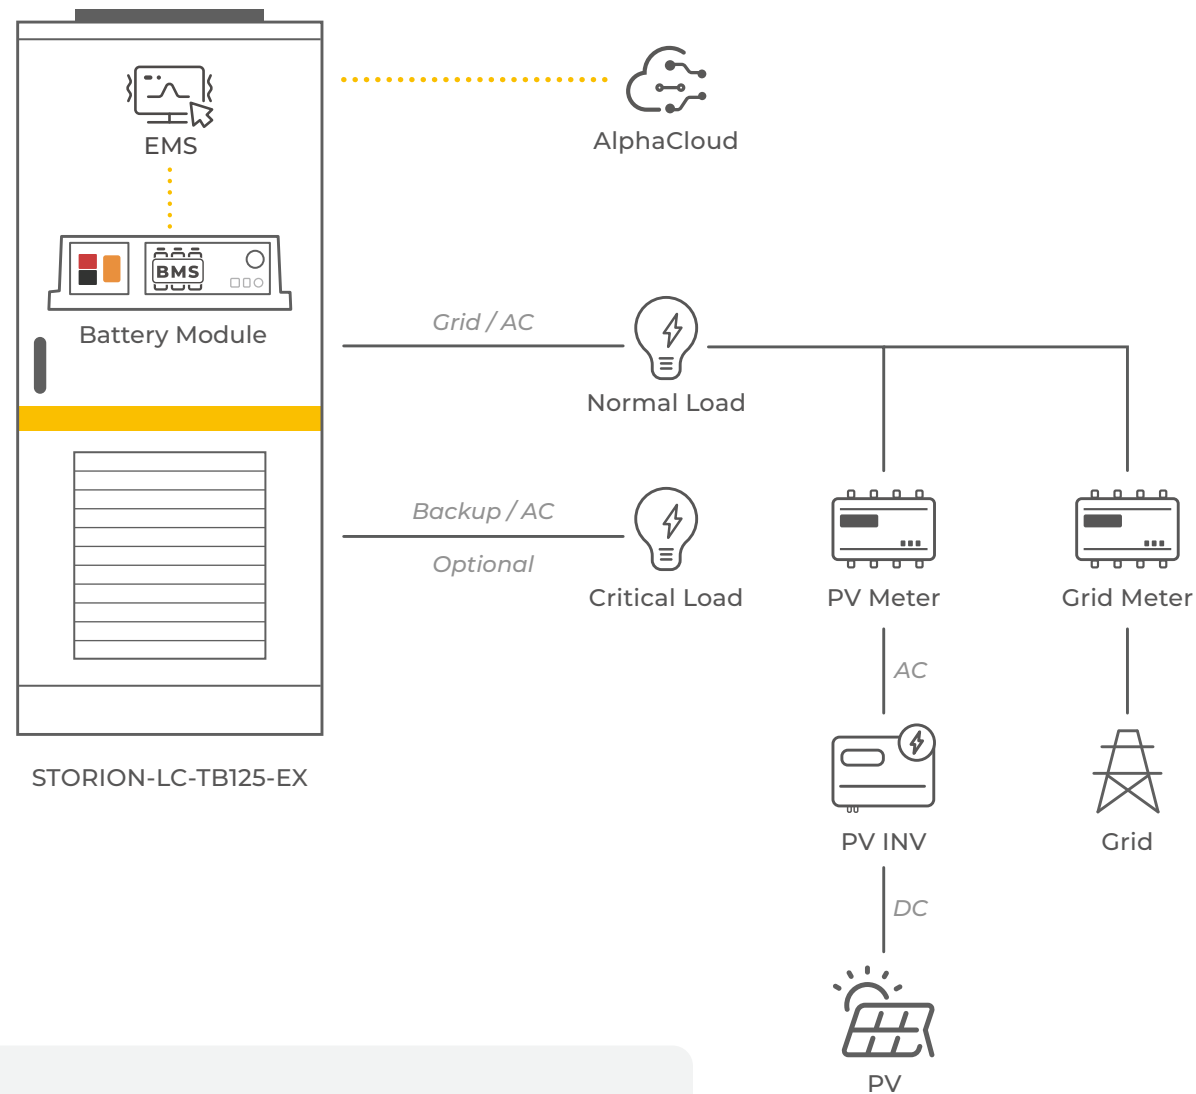 EMS
AlphaCloud
BMS
Battery Module
Grid / AC
Normal Load
Backup / AC
Optional
Critical Load
PV Meter
Grid Meter
AC
STORION-LC-TB125-EX
PV INV
Grid
DC
PV